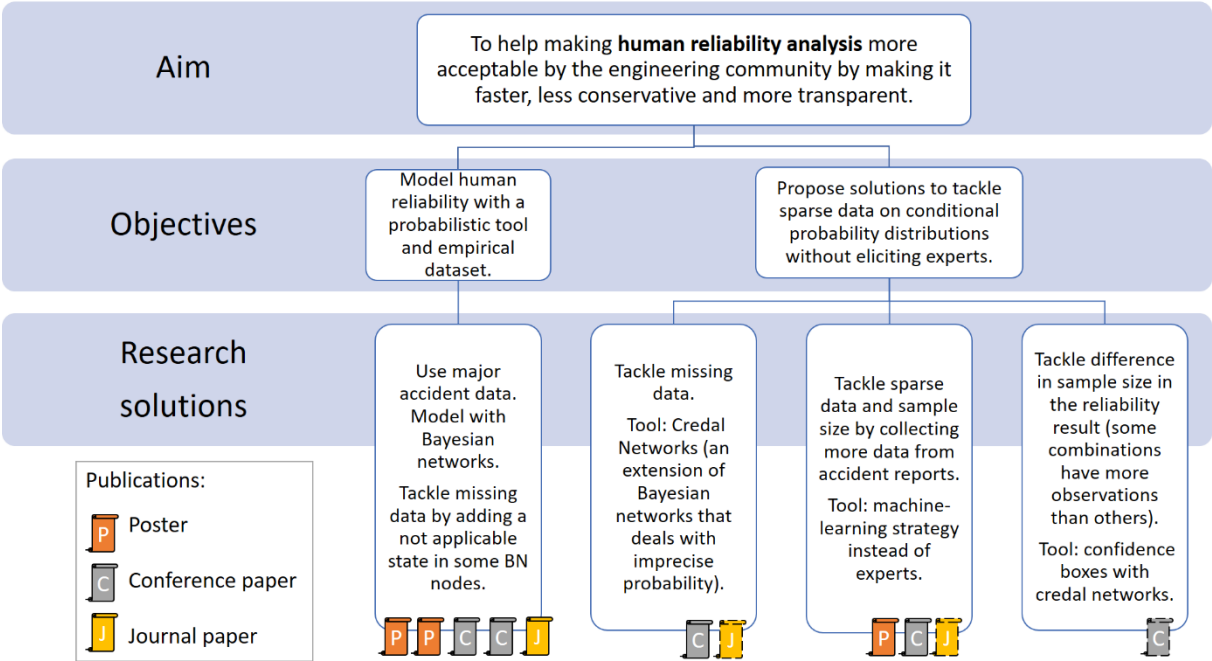 Aim
To help making human reliability analysis more
acceptable by the engineering community by making it
faster, less conservative and more transparent.
Objectives
Model human
reliability with a
probabilistic tool
and empirical
dataset.
Propose solutions to tackle
sparse data on conditional
probability distributions
without eliciting experts.
Research
solutions
Use major
accident data.
Model with
Bayesian
networks.
Tackle missing
data by adding a
not applicable
state in some BN
nodes.
P
P
C
C
J
Tackle missing
data.
Tool: Credal
Networks (an
extension of
Bayesian
networks that
deals with
imprecise
probability).
C
J
Tackle sparse
data and sample
size by collecting
more data from
accident reports.
Tool: machine-
learning strategy
instead of
experts.
P
C
J
Tackle difference
in sample size in
the reliability
result (some
combinations
have more
observations
than others).
Tool: confidence
boxes with
credal networks.
C
Publications:
P Poster
C Conference paper
J Journal paper